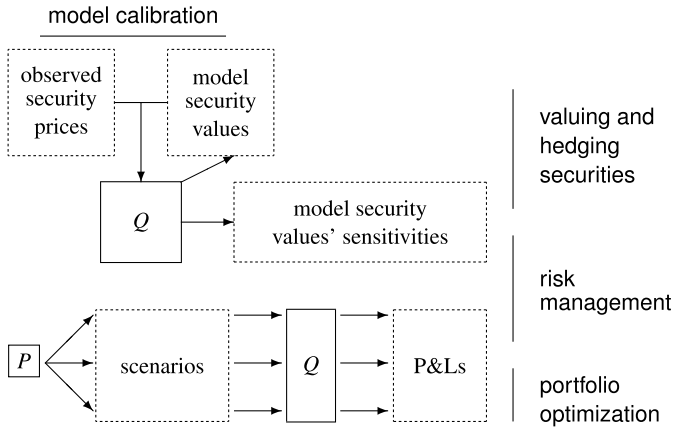 model calibration
observed
security
prices
model
security
values
Q
model security
values' sensitivities
valuing and
hedging
securities
risk
management
P
scenarios
Q
P&Ls
portfolio
optimization